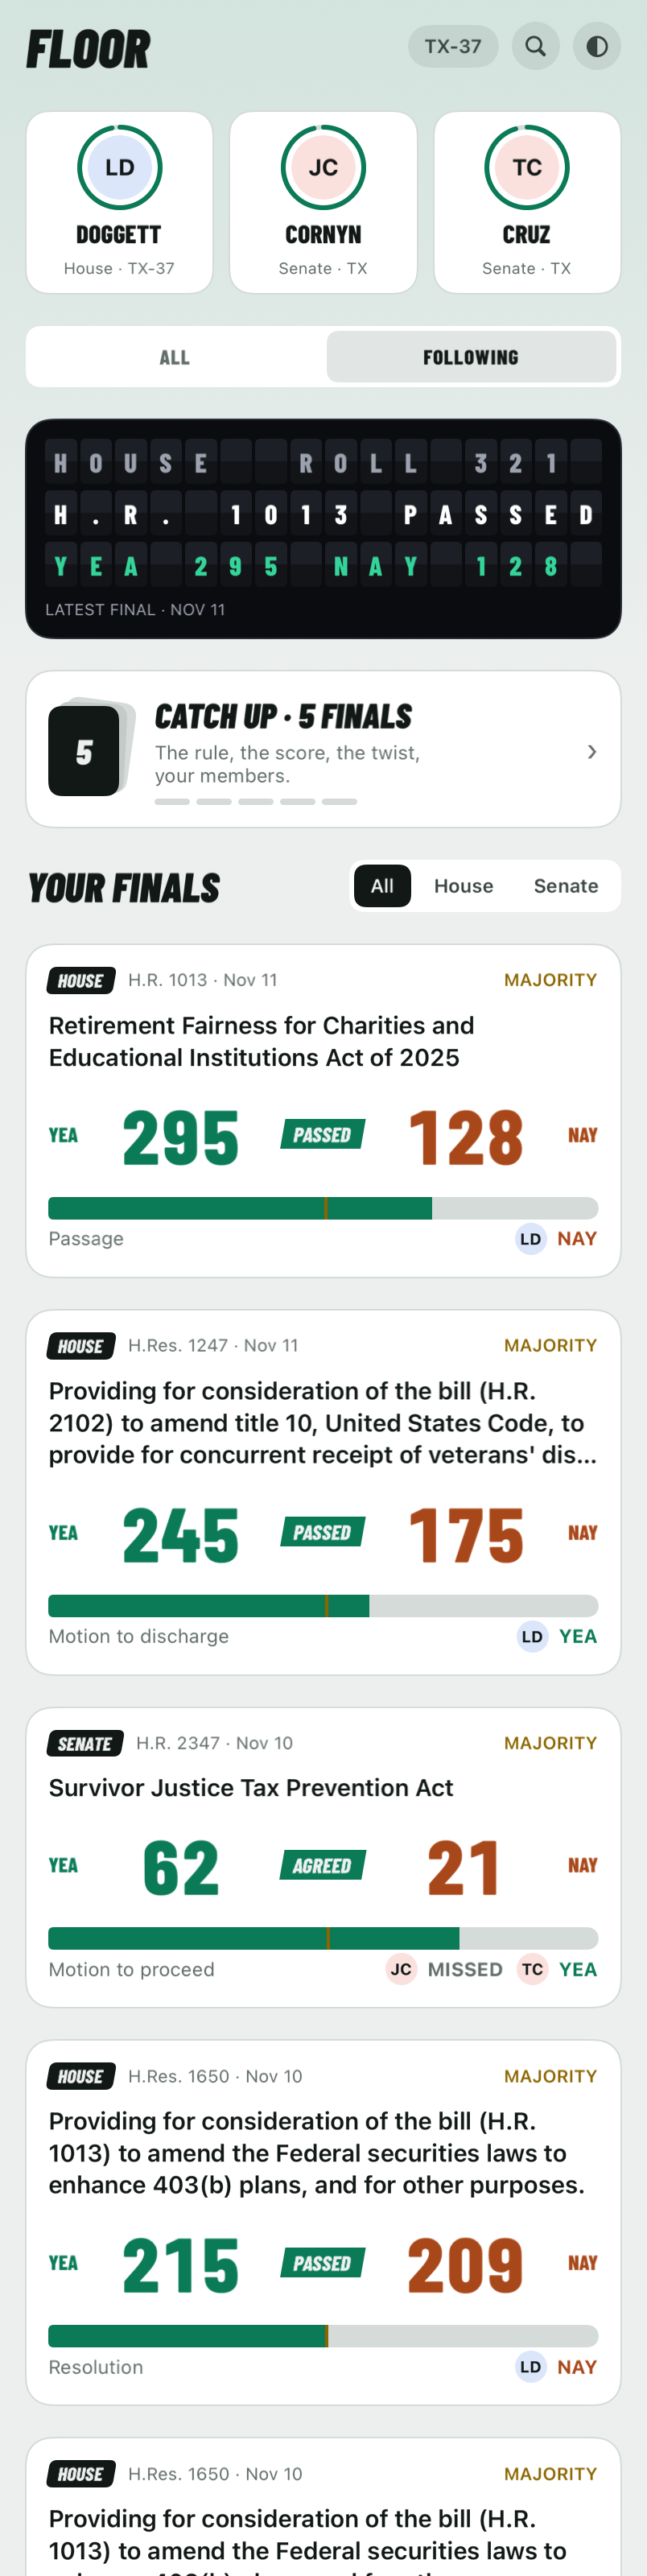 FLOOR
TX-37
LD
JC
TC
DOGGETT
CORNYN
CRUZ
House · TX-37
Senate · TX
Senate · TX
ALL
FOLLOWING
HOUSE ROLL 321
H.R. 1013 PASSED
YEA 295 NAY 128
LATEST FINAL · NOV 11
5
CATCH UP · 5 FINALS
The rule, the score, the twist,
your members.
YOUR FINALS
All House Senate
HOUSE H.R. 1013 · Nov 11 MAJORITY
Retirement Fairness for Charities and
Educational Institutions Act of 2025
YEA 295 PASSED 128 NAY
Passage LD NAY
HOUSE H.Res. 1247 · Nov 11 MAJORITY
Providing for consideration of the bill (H.R.
2102) to amend title 10, United States Code, to
provide for concurrent receipt of veterans' dis...
YEA 245 PASSED 175 NAY
Motion to discharge LD YEA
SENATE H.R. 2347 · Nov 10 MAJORITY
Survivor Justice Tax Prevention Act
YEA 62 AGREED 21 NAY
Motion to proceed JC MISSED TC YEA
HOUSE H.Res. 1650 · Nov 10 MAJORITY
Providing for consideration of the bill (H.R.
1013) to amend the Federal securities laws to
enhance 403(b) plans, and for other purposes.
YEA 215 PASSED 209 NAY
Resolution LD NAY
HOUSE H.Res. 1650 · Nov 10 MAJORITY
Providing for consideration of the bill (H.R.
1013) to amend the Federal securities laws to